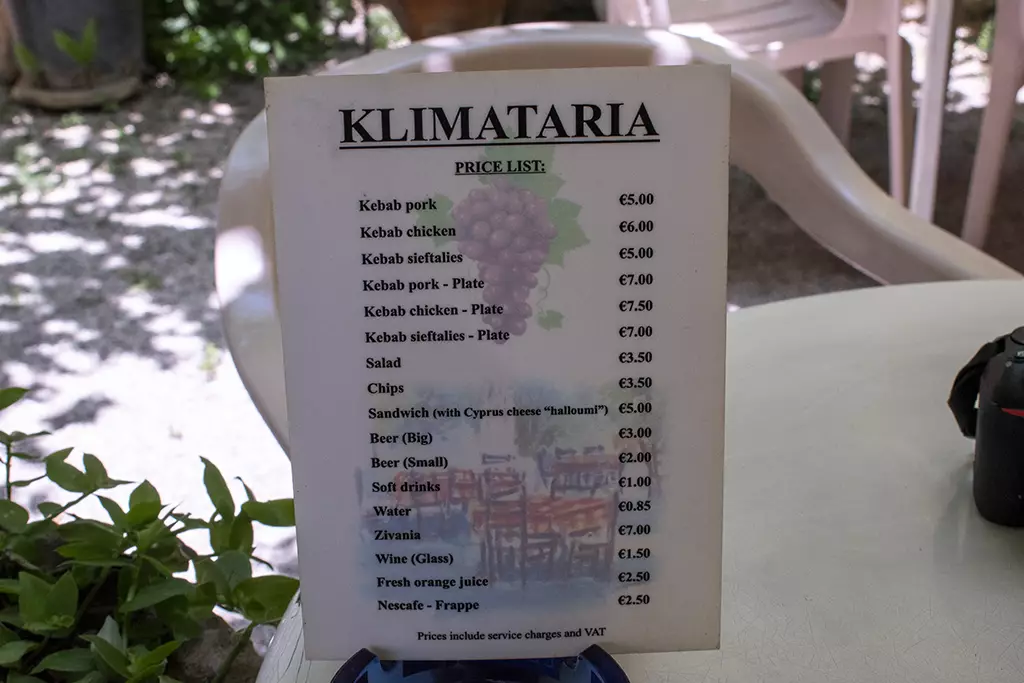 KLIMATARIA
PRICE LIST:
Kebab pork €5.00
Kebab chicken €6.00
Kebab sieftalies €5.00
Kebab pork - Plate €7.00
Kebab chicken - Plate €7.50
Kebab sieftalies - Plate €7.00
Salad €3.50
Chips €3.50
Sandwich (with Cyprus cheese “halloumi”) €5.00
Beer (Big) €3.00
Beer (Small) €2.00
Soft drinks €1.00
Water €0.85
Zivania €7.00
Wine (Glass) €1.50
Fresh orange juice €2.50
Nescafe - Frappe €2.50
Prices include service charges and VAT